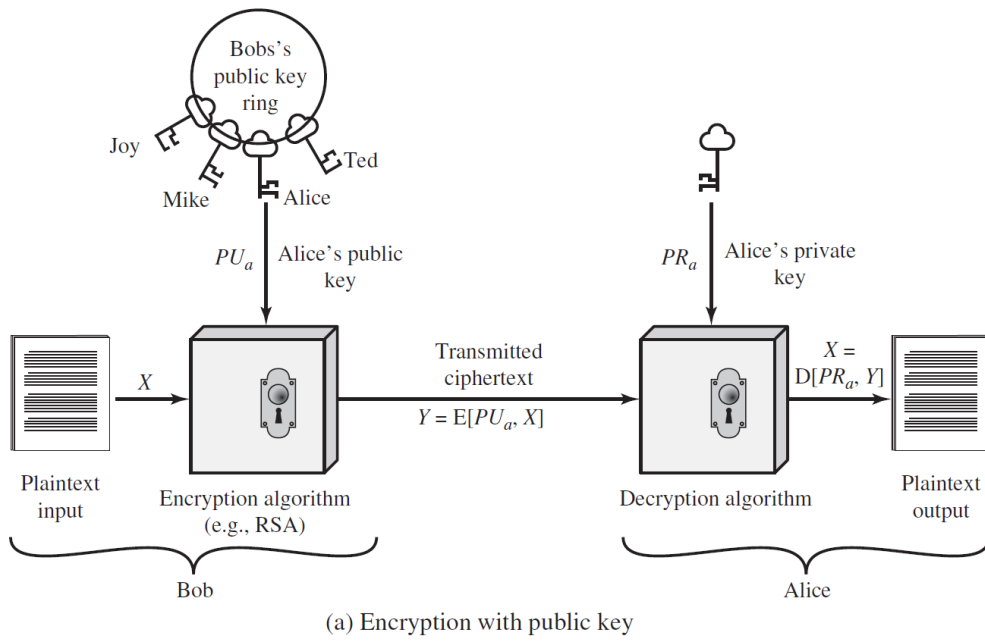 Bobs's
public key
ring
Joy
Ted
Mike
Alice
PUₐ
Alice's public
key
PRₐ
Alice's private
key
X
Transmitted
ciphertext
Y = E[PUₐ, X]
X =
D[PRₐ, Y]
Plaintext
input
Encryption algorithm
(e.g., RSA)
Decryption algorithm
Plaintext
output
Bob
Alice
(a) Encryption with public key